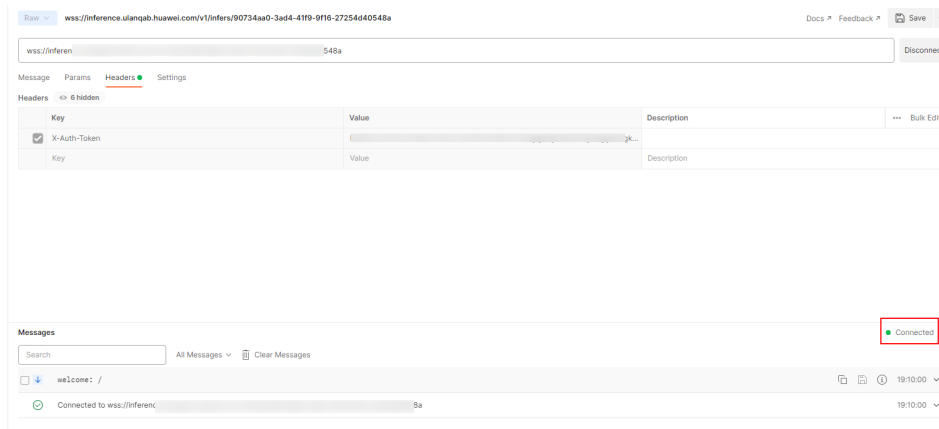 Raw wss://inference.ulanqab.huawei.com/v1/infers/90734aa0-3ad4-41f9-9f16-27254d40548a Docs Feedback Save
wss://inferen 548a Disconnec
Message Params Headers Settings
Headers 6 hidden
Key Value Description ••• Bulk Edit
X-Auth-Token
Key Value Description
Messages Connected
Search All Messages Clear Messages
welcome: / 19:10:00
Connected to wss://inferenc 8a 19:10:00